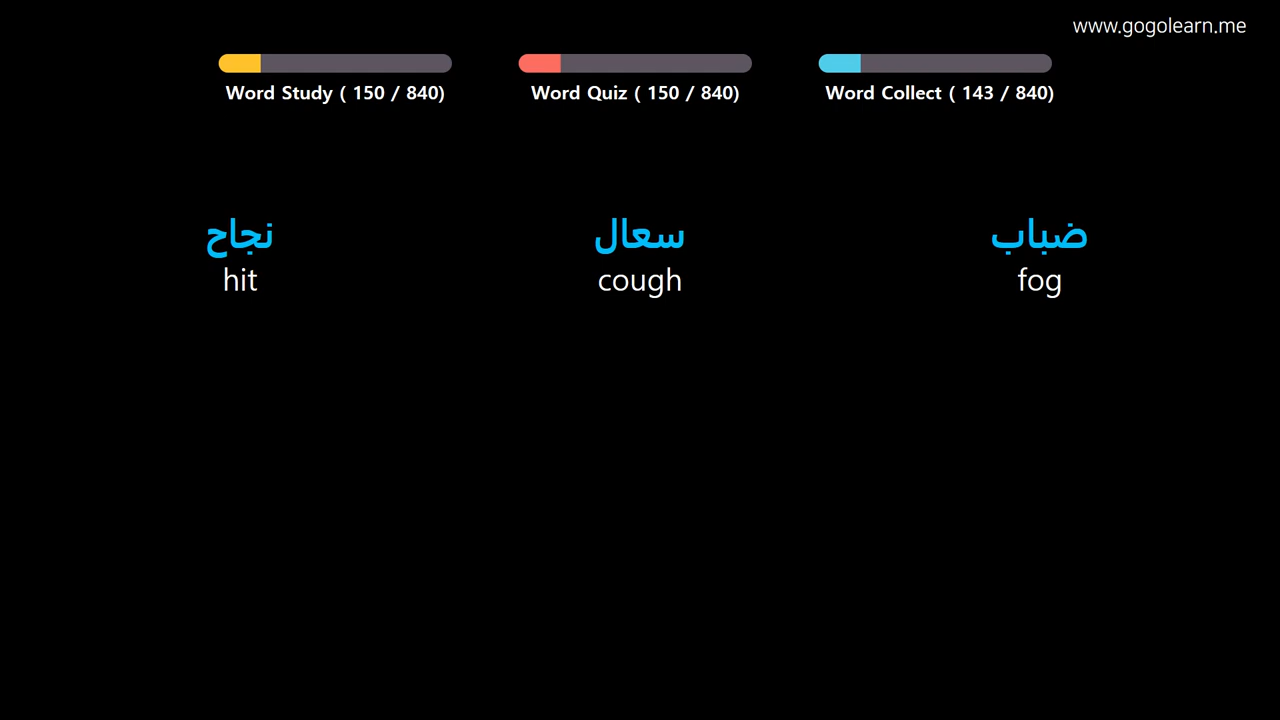 www.gogolearn.me
Word Study ( 150 / 840)
Word Quiz ( 150 / 840)
Word Collect ( 143 / 840)
نجاح
hit
سعال
cough
ضباب
fog